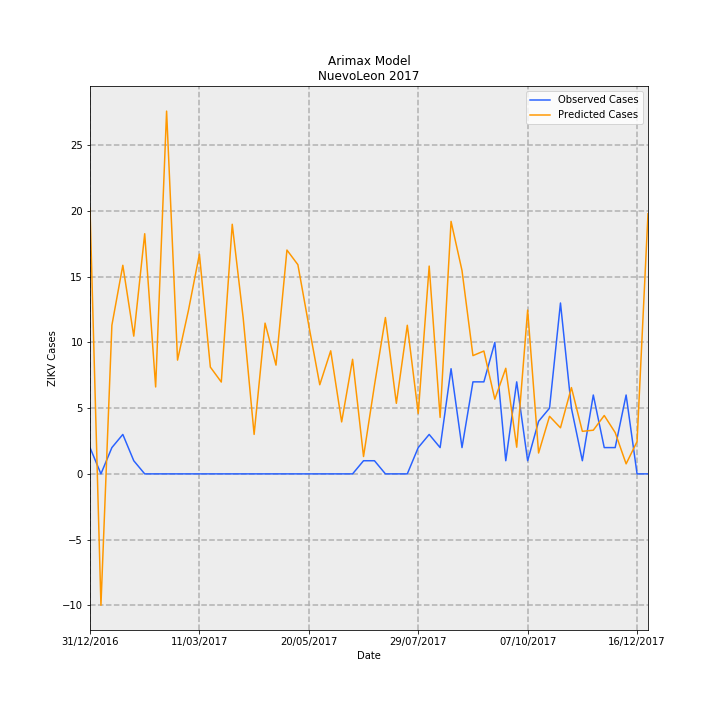 Arimax Model
NuevoLeon 2017
Observed Cases
Predicted Cases
ZIKV Cases
25
20
15
10
5
0
−5
−10
31/12/2016
11/03/2017
20/05/2017
29/07/2017
07/10/2017
16/12/2017
Date